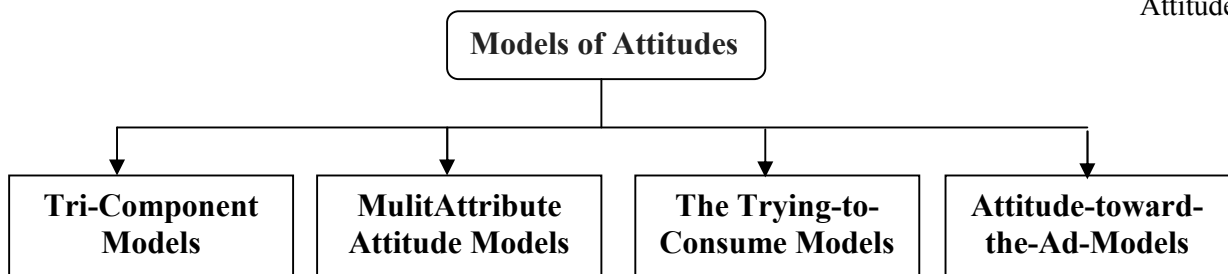 Attitude
Models of Attitudes
Tri-Component
Models
MulitAttribute
Attitude Models
The Trying-to-
Consume Models
Attitude-toward-
the-Ad-Models